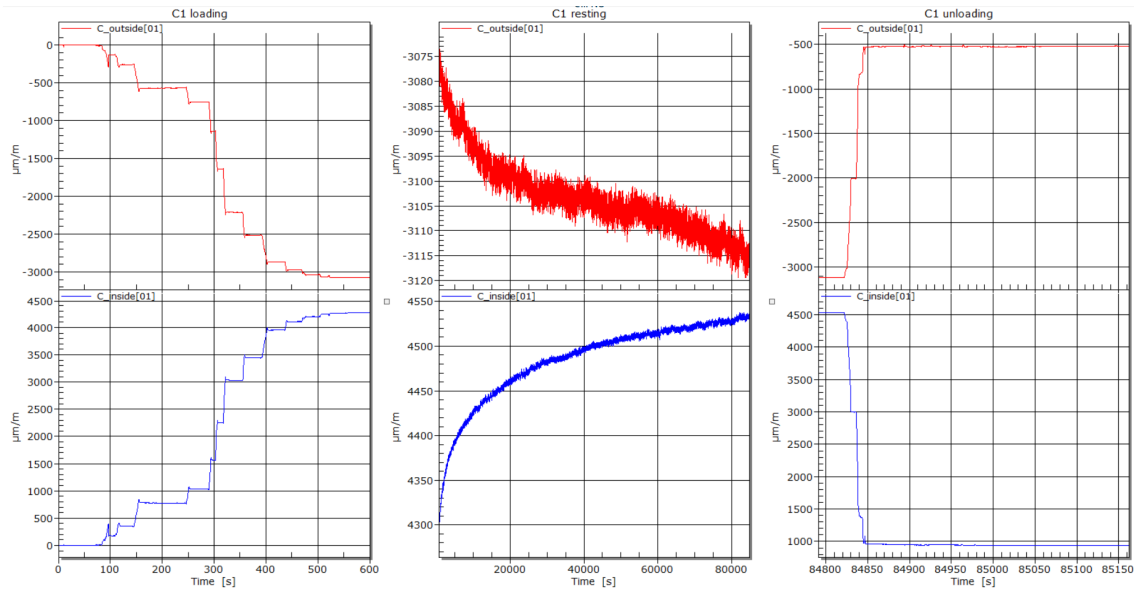 C1 loading
C_outside[01]
0
-500
-1000
-1500
-2000
-2500
-3000
µm/m
C_inside[01]
4500
4000
3500
3000
2500
2000
1500
1000
500
0
µm/m
0 100 200 300 400 500 600
Time [s]
C1 resting
C_outside[01]
-3075
-3080
-3085
-3090
-3095
-3100
-3105
-3110
-3115
-3120
µm/m
C_inside[01]
4550
4500
4450
4400
4350
4300
µm/m
20000 40000 60000 80000
Time [s]
C1 unloading
C_outside[01]
-500
-1000
-1500
-2000
-2500
-3000
µm/m
C_inside[01]
4500
4000
3500
3000
2500
2000
1500
1000
µm/m
84800 84850 84900 84950 85000 85050 85100 85150
Time [s]